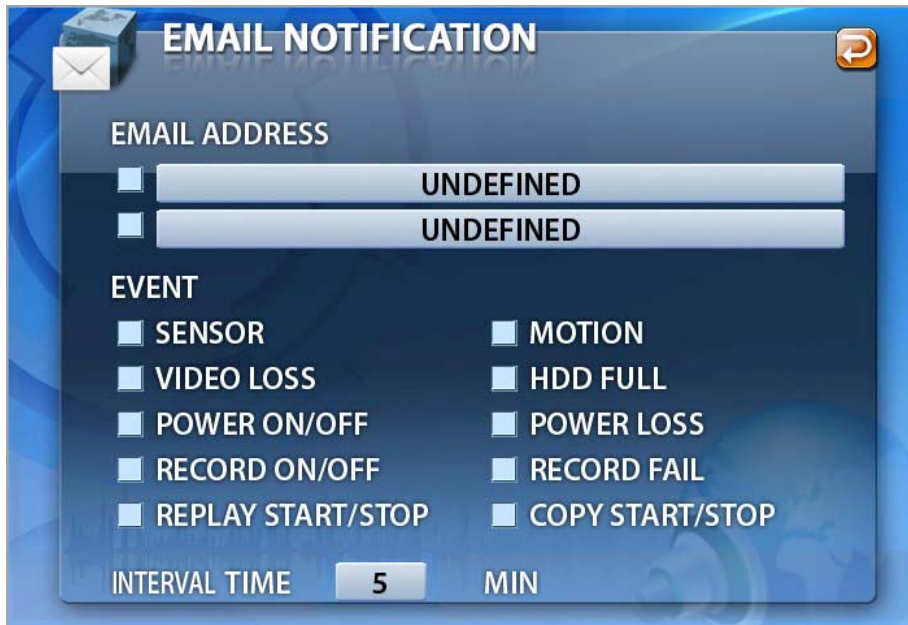 EMAIL NOTIFICATION
EMAIL ADDRESS
UNDEFINED
UNDEFINED
EVENT
SENSOR MOTION
VIDEO LOSS HDD FULL
POWER ON/OFF POWER LOSS
RECORD ON/OFF RECORD FAIL
REPLAY START/STOP COPY START/STOP
INTERVAL TIME 5 MIN